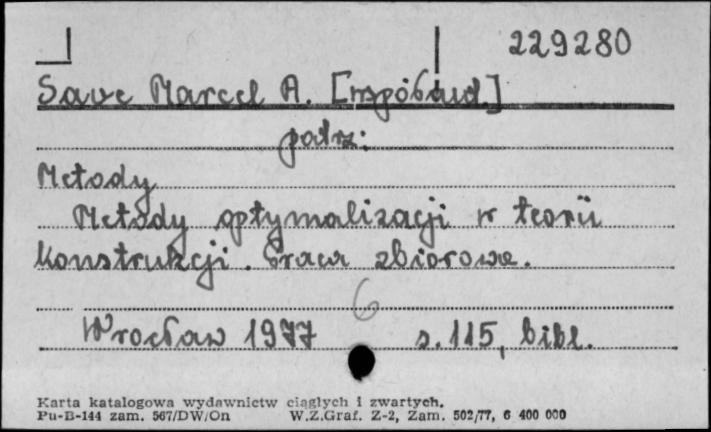 229280
Save Marcel A. [współaut.]
patrz:
Metody
Metody optymalizacji w teorii
konstrukcji. Praca zbiorowa.
6
Wrocław 1977 s. 115, bibl.
Karta katalogowa wydawnictw ciągłych i zwartych.
Pu-B-144 zam. 567/DW/On W.Z.Graf. Z-2, Zam. 502/77, 6 400 000